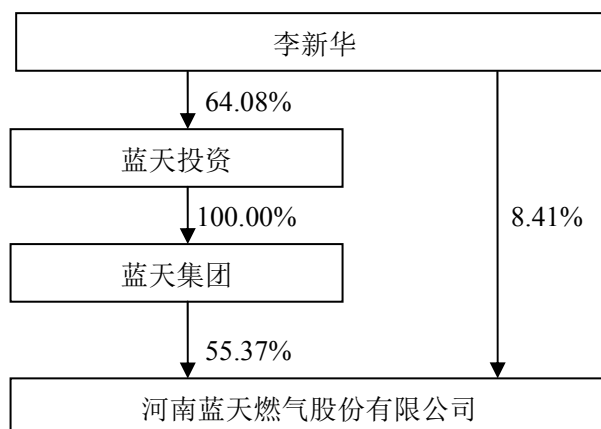 李新华
64.08%
蓝天投资
100.00%
8.41%
蓝天集团
55.37%
河南蓝天燃气股份有限公司